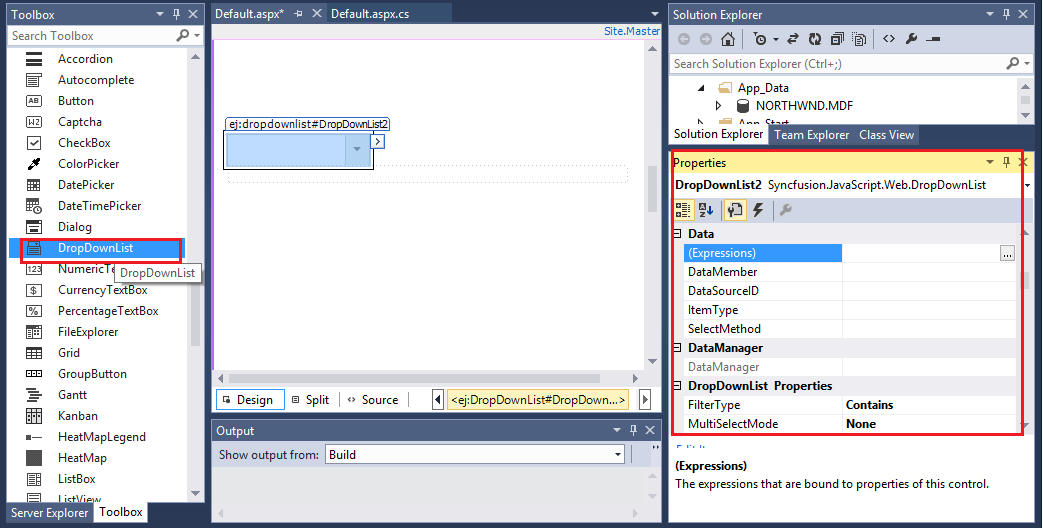 Toolbox
Search Toolbox
Accordion
Autocomplete
Button
Captcha
CheckBox
ColorPicker
DatePicker
DateTimePicker
Dialog
DropDownList
NumericTe
DropDownList
CurrencyTextBox
PercentageTextBox
FileExplorer
Grid
GroupButton
Gantt
Kanban
HeatMapLegend
HeatMap
ListBox
ListView
Server Explorer Toolbox
Default.aspx* Default.aspx.cs
Site.Master
ej:dropdownlist#DropDownList2
Design Split Source <ej:DropDownList#DropDown...>
Output
Show output from: Build
Solution Explorer
Search Solution Explorer (Ctrl+;)
App_Data
NORTHWND.MDF
App_Start
Solution Explorer Team Explorer Class View
Properties
DropDownList2 Syncfusion.JavaScript.Web.DropDownList
Data
(Expressions) ...
DataMember
DataSourceID
ItemType
SelectMethod
DataManager
DataManager
DropDownList Properties
FilterType Contains
MultiSelectMode None
(Expressions)
The expressions that are bound to properties of this control.